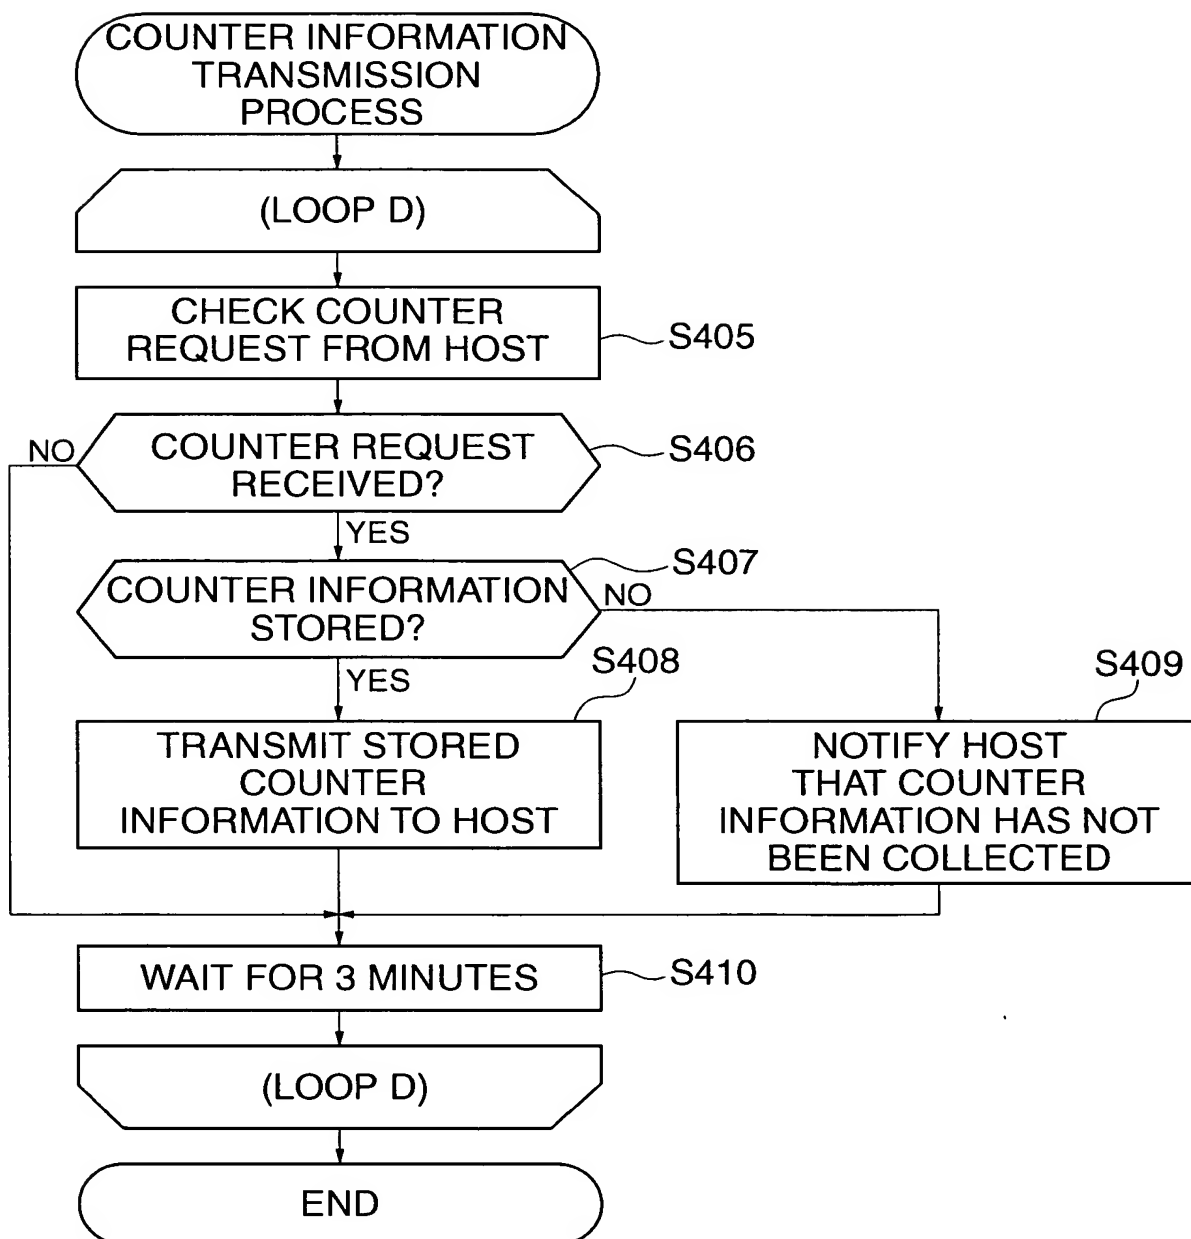 COUNTER INFORMATION
TRANSMISSION
PROCESS
(LOOP D)
CHECK COUNTER
REQUEST FROM HOST
S405
NO
COUNTER REQUEST
RECEIVED?
S406
YES
S407
COUNTER INFORMATION
STORED?
NO
YES
S408
S409
TRANSMIT STORED
COUNTER
INFORMATION TO HOST
NOTIFY HOST
THAT COUNTER
INFORMATION HAS NOT
BEEN COLLECTED
WAIT FOR 3 MINUTES
S410
(LOOP D)
END